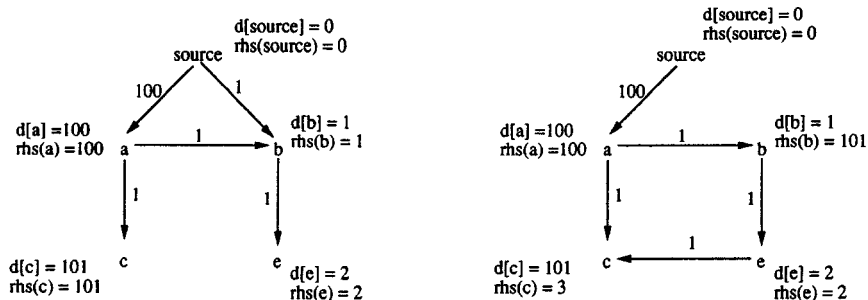 d[source] = 0
rhs(source) = 0
source
100
1
d[a] =100
rhs(a) =100
a
1
b
d[b] = 1
rhs(b) = 1
1
1
c
e
d[c] = 101
rhs(c) = 101
d[e] = 2
rhs(e) = 2
d[source] = 0
rhs(source) = 0
source
100
d[a] =100
rhs(a) =100
a
1
b
d[b] = 1
rhs(b) = 101
1
1
c
1
e
d[c] = 101
rhs(c) = 3
d[e] = 2
rhs(e) = 2